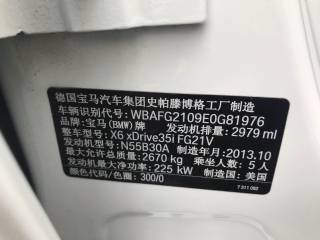 德国宝马汽车集团史帕滕博格工厂制造
车辆识别代号: WBAFG2109E0G81976
品牌: 宝马(BMW)牌 发动机排量: 2979 ml
整车型号: X6 xDrive35i FG21V
发动机型号: N55B30A 制造年月: 2013.10
最大允许总质量: 2670 kg 乘坐人数: 5人
发动机最大净功率: 225 kW 制造国: 美国
颜色代码/色圈: 300/0
7 311 093